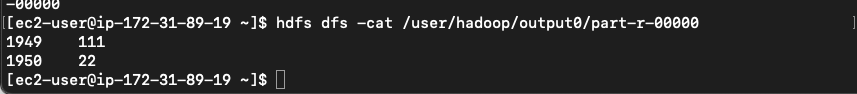 -00000
[ec2-user@ip-172-31-89-19 ~]$ hdfs dfs -cat /user/hadoop/output0/part-r-00000
1949	111
1950	22
[ec2-user@ip-172-31-89-19 ~]$